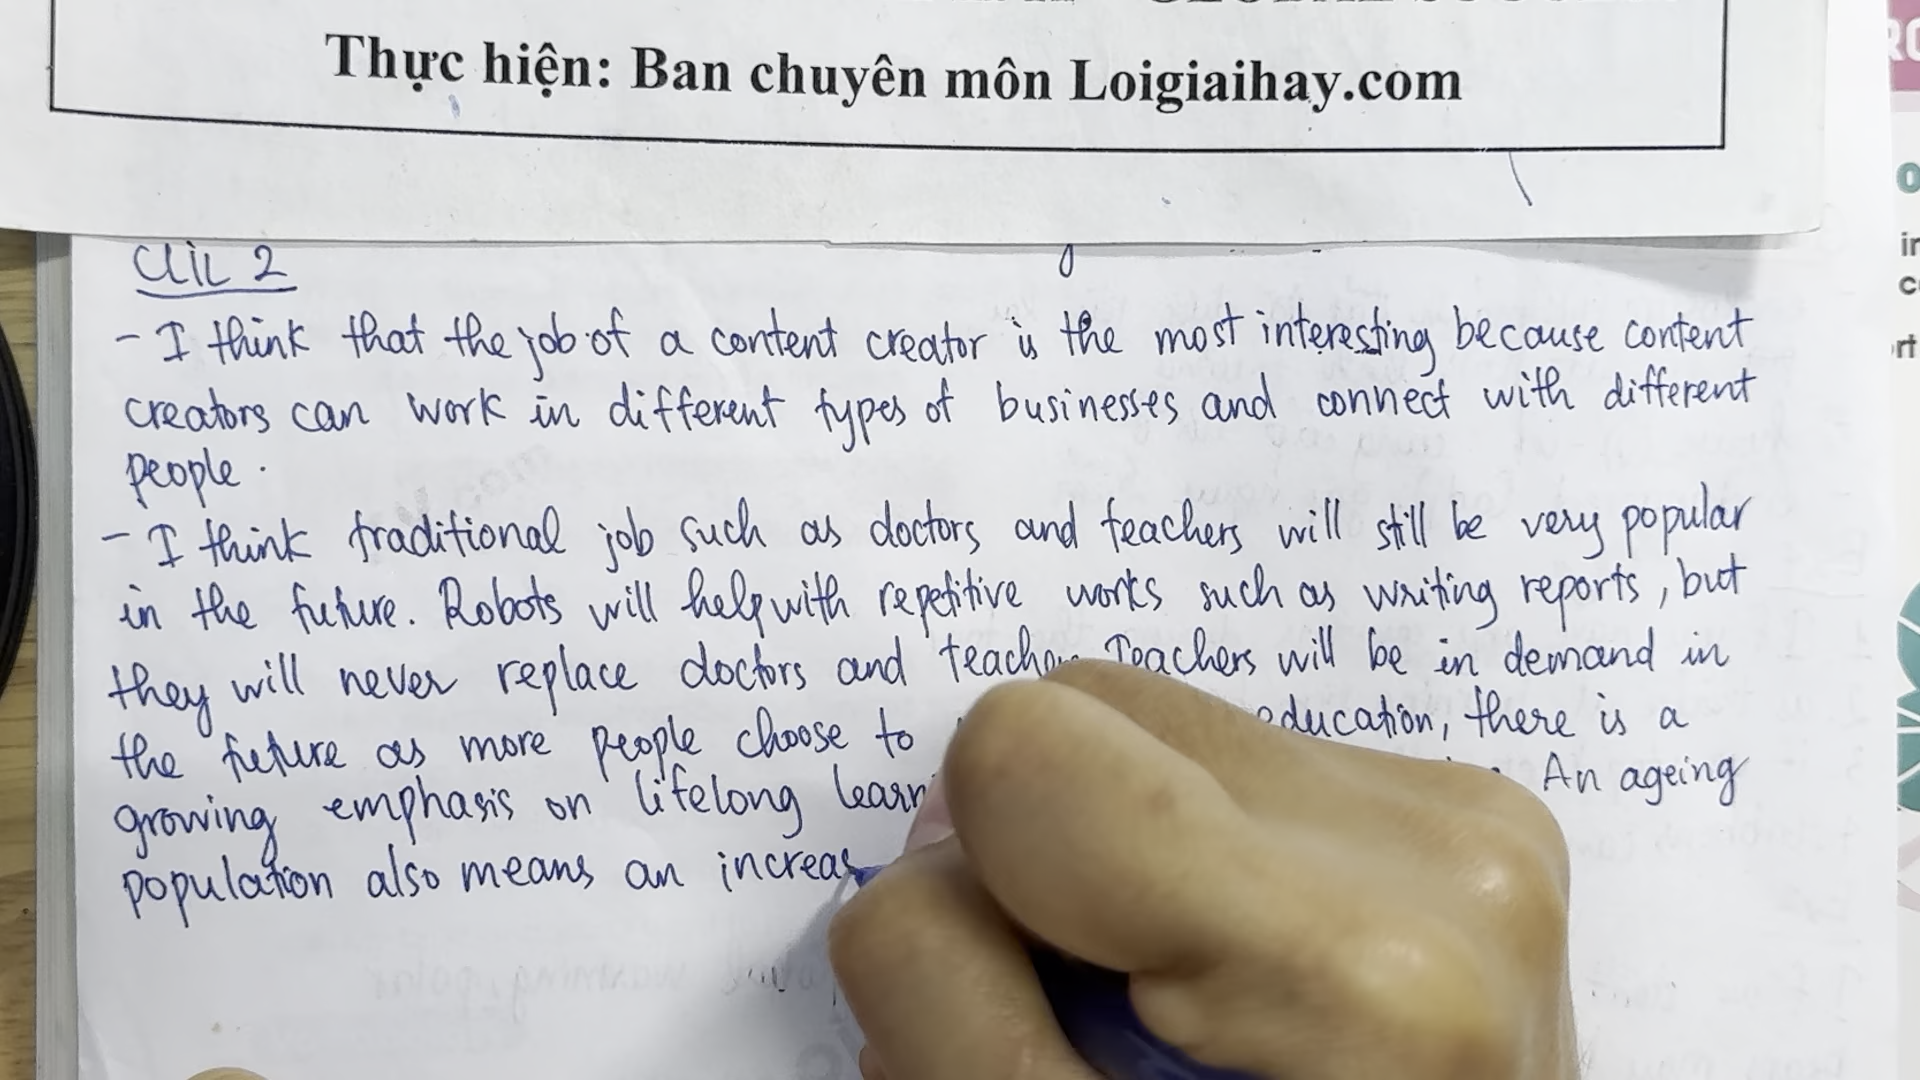 Thực hiện: Ban chuyên môn Loigiaihay.com
CLIL 2
- I think that the job of a content creator is the most interesting because content
creators can work in different types of businesses and connect with different
people.
- I think traditional job such as doctors and teachers will still be very popular
in the future. Robots will help with repetitive works such as writing reports, but
they will never replace doctors and Teachers will be in demand in
the future as more people choose to education, there is a
growing emphasis on lifelong An ageing
population also means an